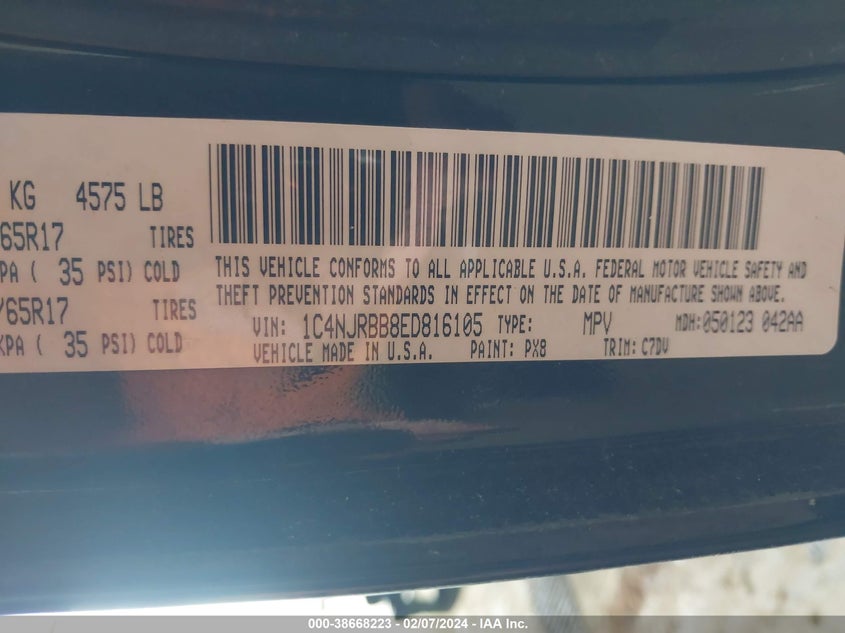 KG 4575 LB
65R17 TIRES
PA ( 35 PSI) COLD
/65R17 TIRES
KPA ( 35 PSI) COLD
THIS VEHICLE CONFORMS TO ALL APPLICABLE U.S.A. FEDERAL MOTOR VEHICLE SAFETY AND
THEFT PREVENTION STANDARDS IN EFFECT ON THE DATE OF MANUFACTURE SHOWN ABOVE.
VIN: 1C4NJRBB8ED816105 TYPE: MPV MDH:050123 042AA
VEHICLE MADE IN U.S.A. PAINT: PX8 TRIM: C7DV
000-38668223 - 02/07/2024 - IAA Inc.